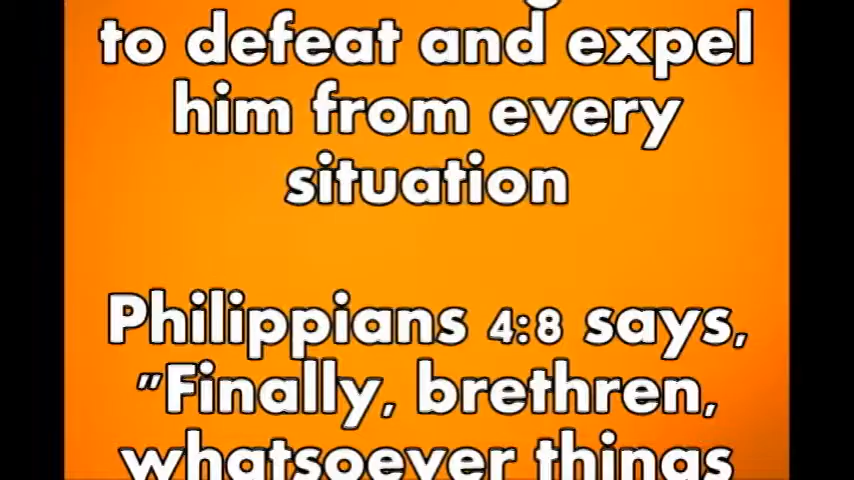 to defeat and expel
him from every
situation
Philippians 4:8 says,
"Finally, brethren,
whatsoever things